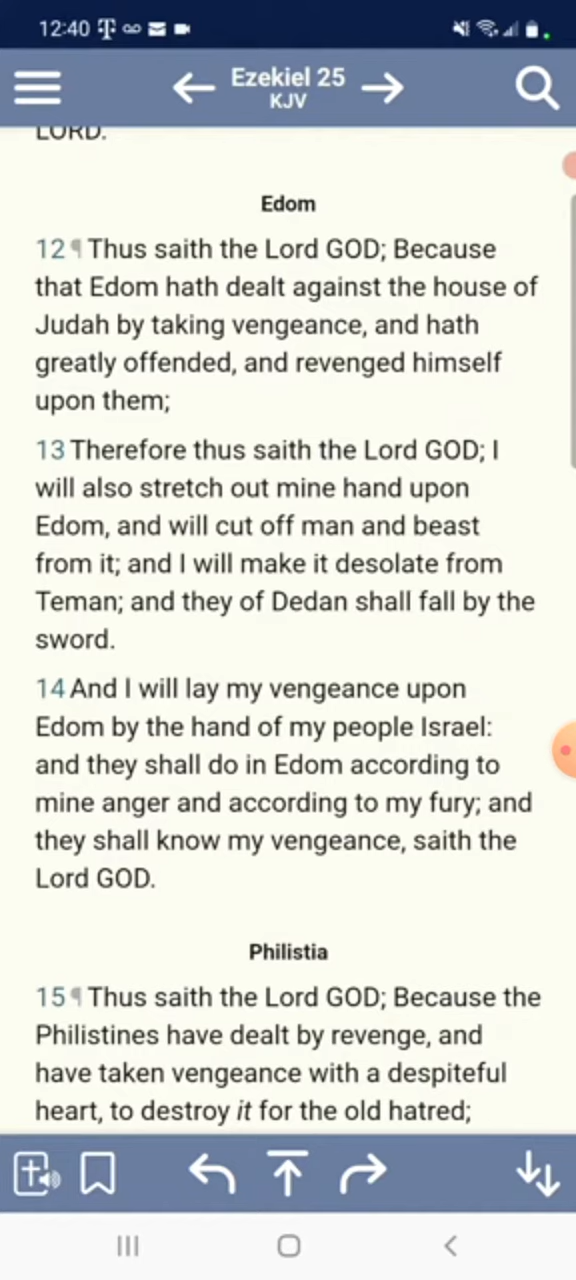 12:40
Ezekiel 25
KJV
LORD.
Edom
12 ¶ Thus saith the Lord GOD; Because
that Edom hath dealt against the house of
Judah by taking vengeance, and hath
greatly offended, and revenged himself
upon them;
13 Therefore thus saith the Lord GOD; I
will also stretch out mine hand upon
Edom, and will cut off man and beast
from it; and I will make it desolate from
Teman; and they of Dedan shall fall by the
sword.
14 And I will lay my vengeance upon
Edom by the hand of my people Israel:
and they shall do in Edom according to
mine anger and according to my fury; and
they shall know my vengeance, saith the
Lord GOD.
Philistia
15 ¶ Thus saith the Lord GOD; Because the
Philistines have dealt by revenge, and
have taken vengeance with a despiteful
heart, to destroy it for the old hatred;